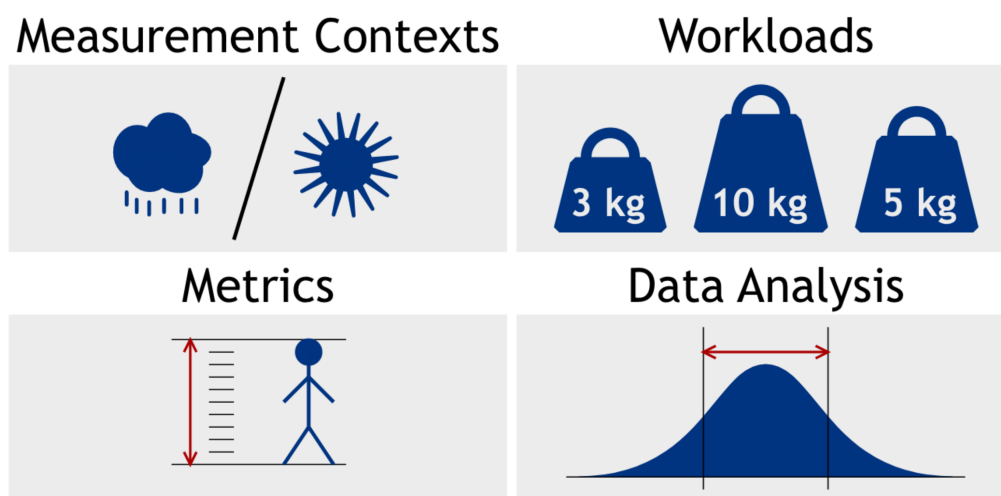 Measurement Contexts
Workloads
3 kg
10 kg
5 kg
Metrics
Data Analysis